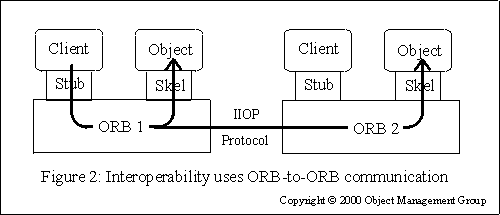 Client Object Client Object
Stub Skel Stub Skel
IIOP
ORB 1 ORB 2
Protocol
Figure 2: Interoperability uses ORB-to-ORB communication
Copyright © 2000 Object Management Group